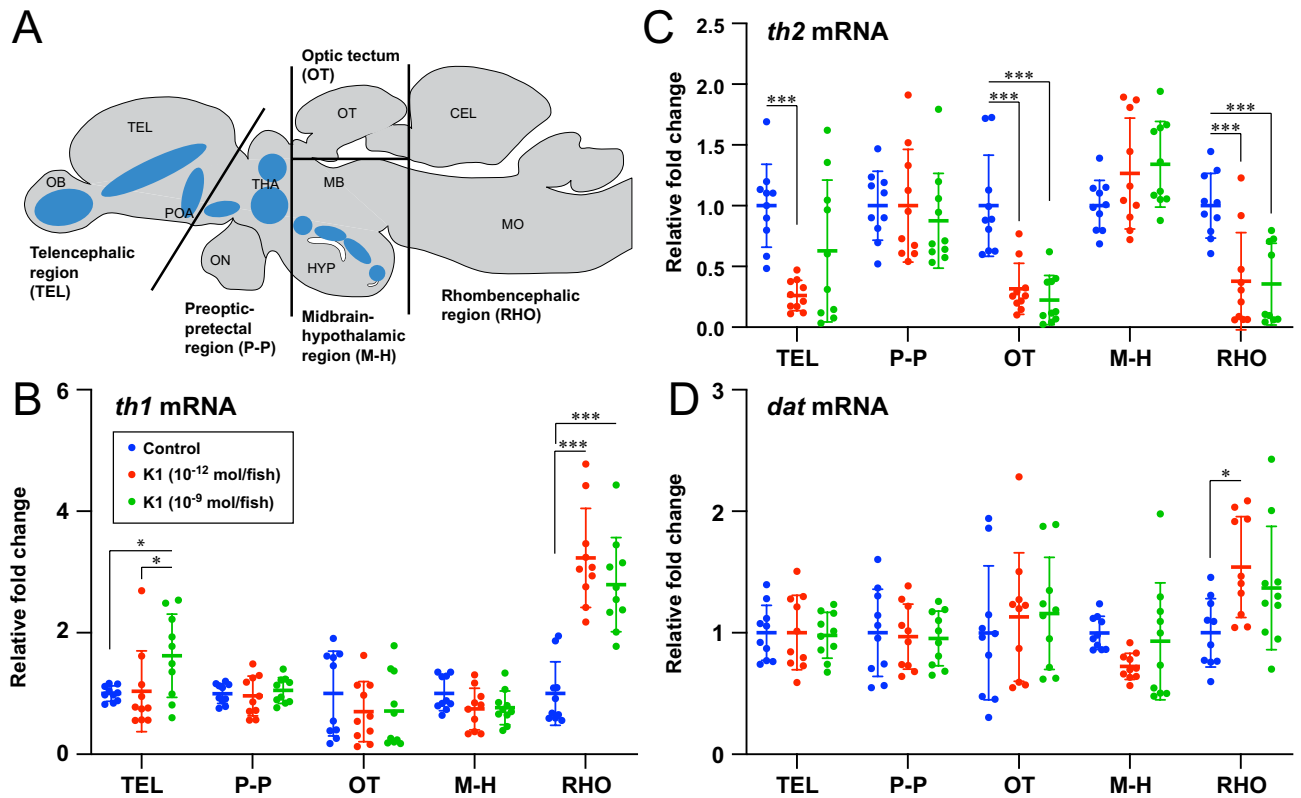 A
Optic tectum
(OT)
TEL
OT
CEL
OB
THA
MB
POA
MO
ON
HYP
Telencephalic
region
(TEL)
Preoptic-
pretectal
region (P-P)
Midbrain-
hypothalamic
region (M-H)
Rhombencephalic
region (RHO)
B
th1 mRNA
Relative fold change
6
4
2
0
Control
K1 (10-12 mol/fish)
K1 (10-9 mol/fish)
*
*
***
***
TEL P-P OT M-H RHO
C
th2 mRNA
Relative fold change
2.5
2.0
1.5
1.0
0.5
0.0
***
***
***
***
***
TEL P-P OT M-H RHO
D
dat mRNA
Relative fold change
3
2
1
0
*
TEL P-P OT M-H RHO